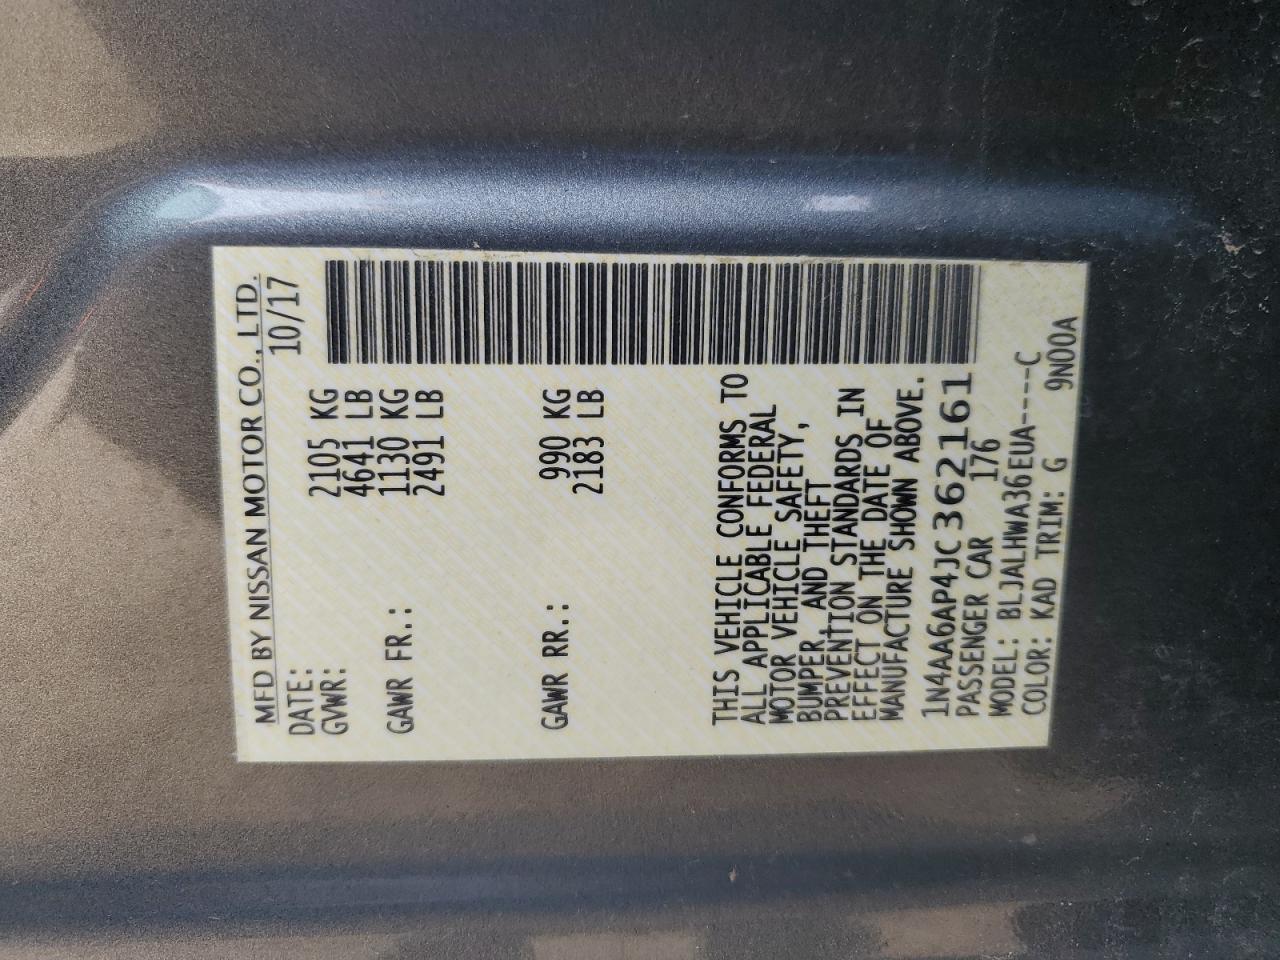 MFD BY NISSAN MOTOR CO., LTD.
DATE: 10/17
GVWR: 2105 KG
4641 LB
GAWR FR.: 1130 KG
2491 LB
GAWR RR.: 990 KG
2183 LB
THIS VEHICLE CONFORMS TO
ALL APPLICABLE FEDERAL
MOTOR VEHICLE SAFETY,
BUMPER, AND THEFT
PREVENTION STANDARDS IN
EFFECT ON THE DATE OF
MANUFACTURE SHOWN ABOVE.
1N4AA6AP4JC362161
PASSENGER CAR 176
MODEL: BLJALHWA36EUA-----C
COLOR: KAD TRIM: G 9N00A